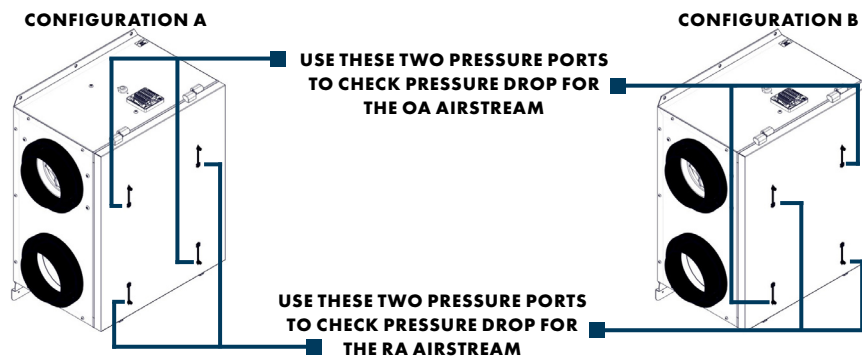 CONFIGURATION A
CONFIGURATION B
USE THESE TWO PRESSURE PORTS
TO CHECK PRESSURE DROP FOR
THE OA AIRSTREAM
USE THESE TWO PRESSURE PORTS
TO CHECK PRESSURE DROP FOR
THE RA AIRSTREAM